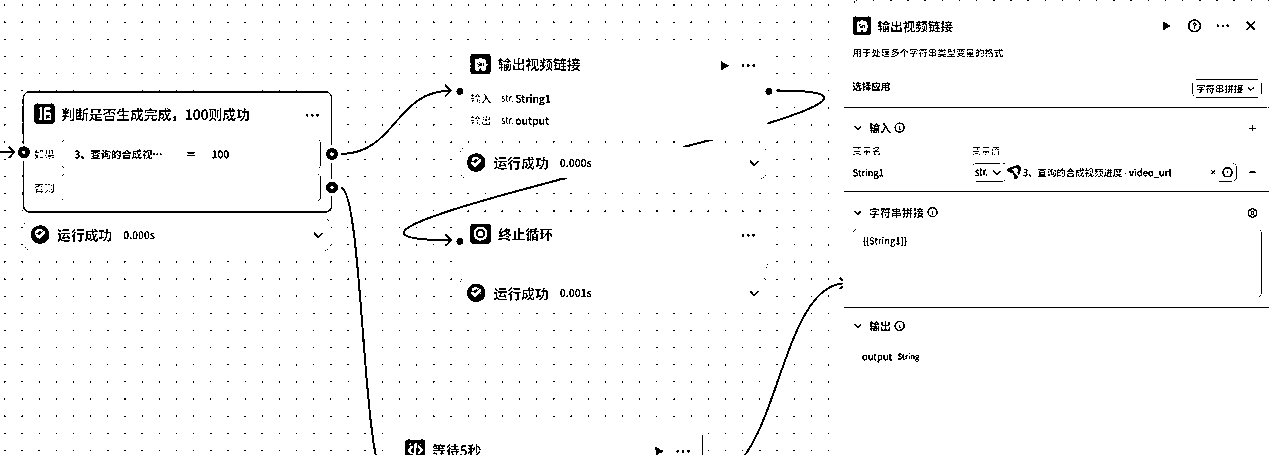 判断是否生成完成，100则成功
如果 3、查询的合成视… = 100
否则
运行成功 0.000s
输出视频链接
输入 str. String1
输出 str. output
运行成功 0.000s
终止循环
运行成功 0.001s
等待5秒
输出视频链接
用于处理多个字符串类型变量的格式
选择应用
字符串拼接
输入
变量名 变量值
String1 str. 3、查询的合成视频进度 · video_url
字符串拼接
{{String1}}
输出
output String